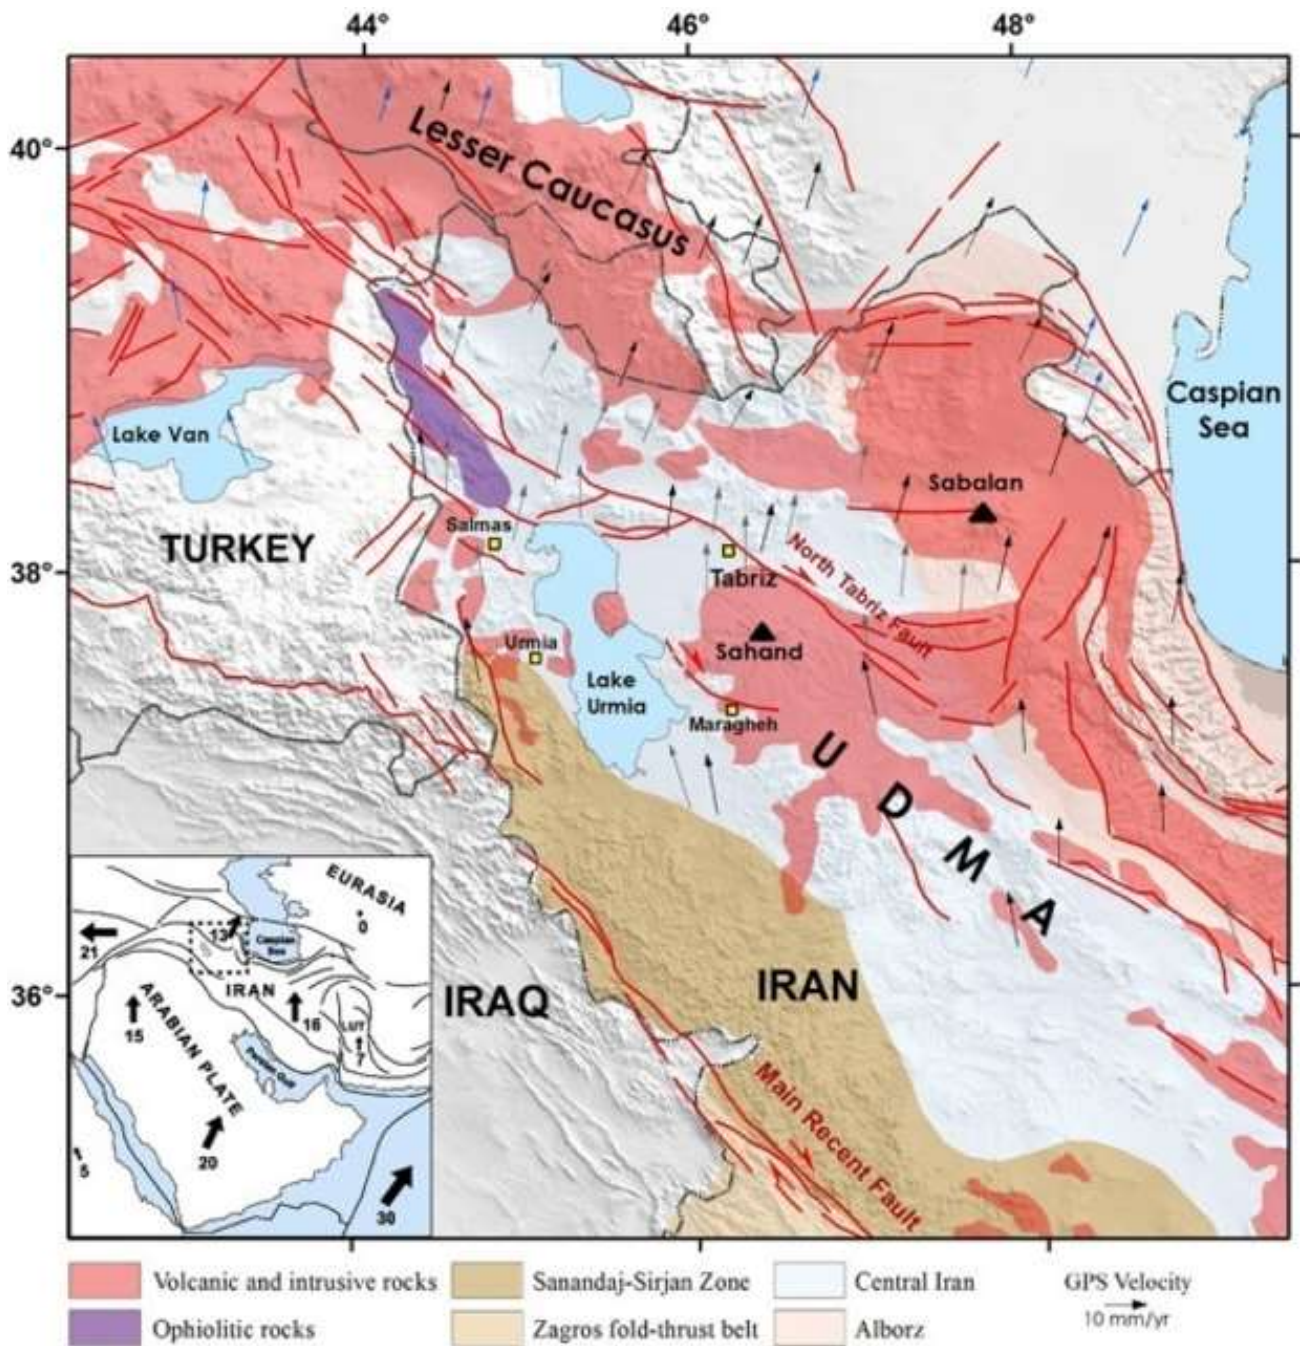 44°
46°
48°
40°
38°
36°
Lesser Caucasus
Caspian
Sea
Lake Van
Sabalan
Salmas
TURKEY
Tabriz
North Tabriz Fault
Sahand
Urmia
Lake
Urmia
Maragheh
U D M A
IRAN
IRAQ
Main Recent Fault
EURASIA
0
13
21
Caspian
Sea
IRAN
ARABIAN PLATE
15
16
LUT
7
Persian Gulf
20
5
30
Volcanic and intrusive rocks
Sanandaj-Sirjan Zone
Central Iran
GPS Velocity
10 mm/yr
Ophiolitic rocks
Zagros fold-thrust belt
Alborz